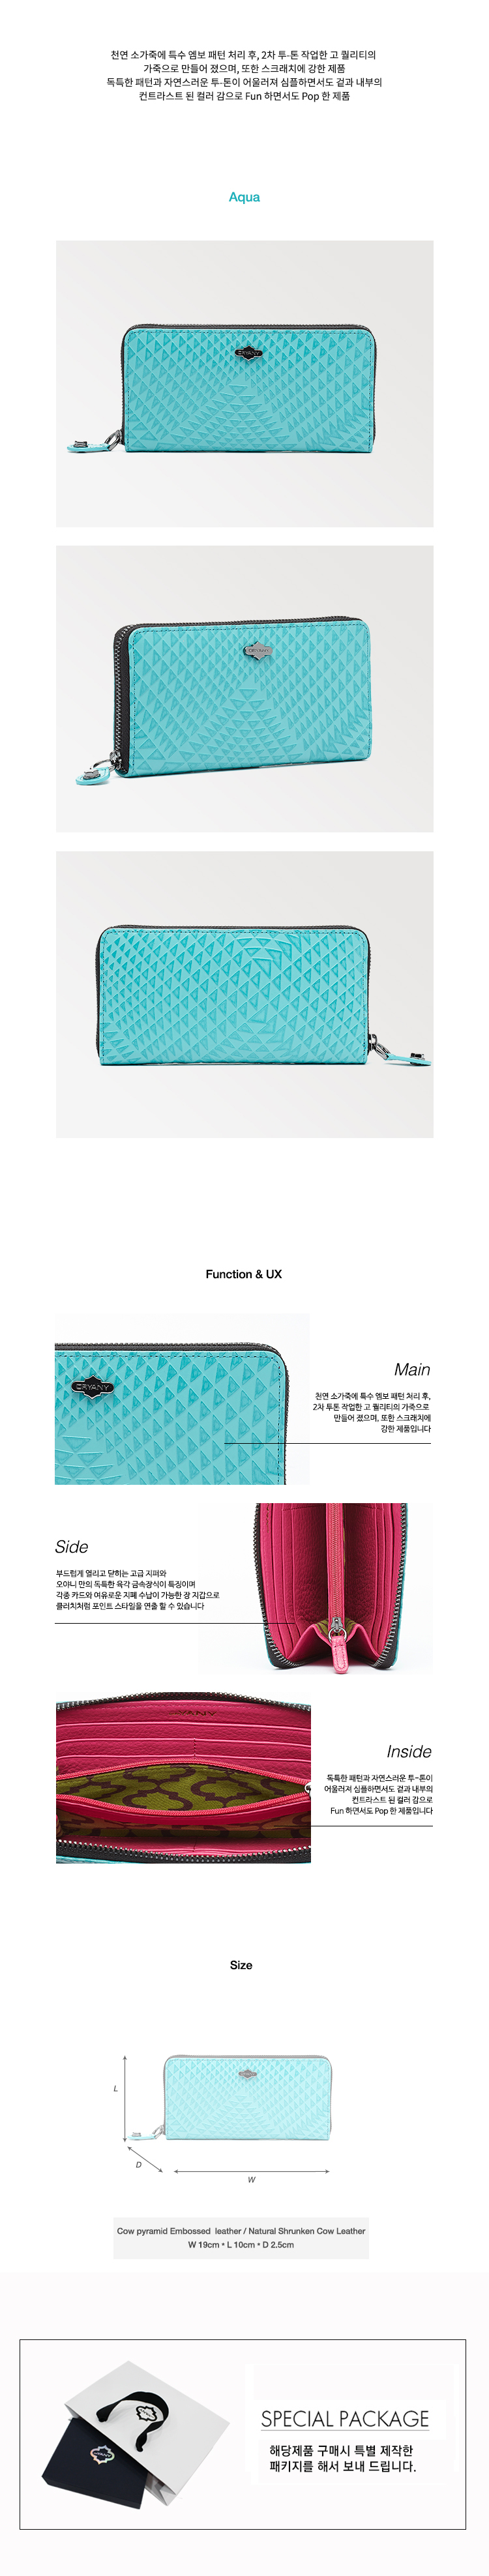 천연 소가죽에 특수 엠보 패턴 처리 후, 2차 투-톤 작업한 고 퀄리티의
가죽으로 만들어 졌으며, 또한 스크래치에 강한 제품
독특한 패턴과 자연스러운 투-톤이 어울러져 심플하면서도 겉과 내부의
컨트라스트 된 컬러 감으로 Fun 하면서도 Pop 한 제품
Aqua
Function & UX
CRYANY
Main
천연 소가죽에 특수 엠보 패턴 처리 후,
2차 투톤 작업한 고 퀄리티의 가죽으로
만들어 졌으며, 또한 스크래치에
강한 제품입니다
Side
부드럽게 열리고 닫히는 고급 지퍼와
오야니 만의 독특한 육각 금속장식이 특징이며
각종 카드와 여유로운 지폐 수납이 가능한 장 지갑으로
클러치처럼 포인트 스타일을 연출 할 수 있습니다
Inside
독특한 패턴과 자연스러운 투-톤이
어울러져 심플하면서도 겉과 내부의
컨트라스트 된 컬러 감으로
Fun 하면서도 Pop 한 제품입니다
Size
L
D
W
Cow pyramid Embossed leather / Natural Shrunken Cow Leather
W 19cm * L 10cm * D 2.5cm
SPECIAL PACKAGE
해당제품 구매시 특별 제작한
패키지를 해서 보내 드립니다.